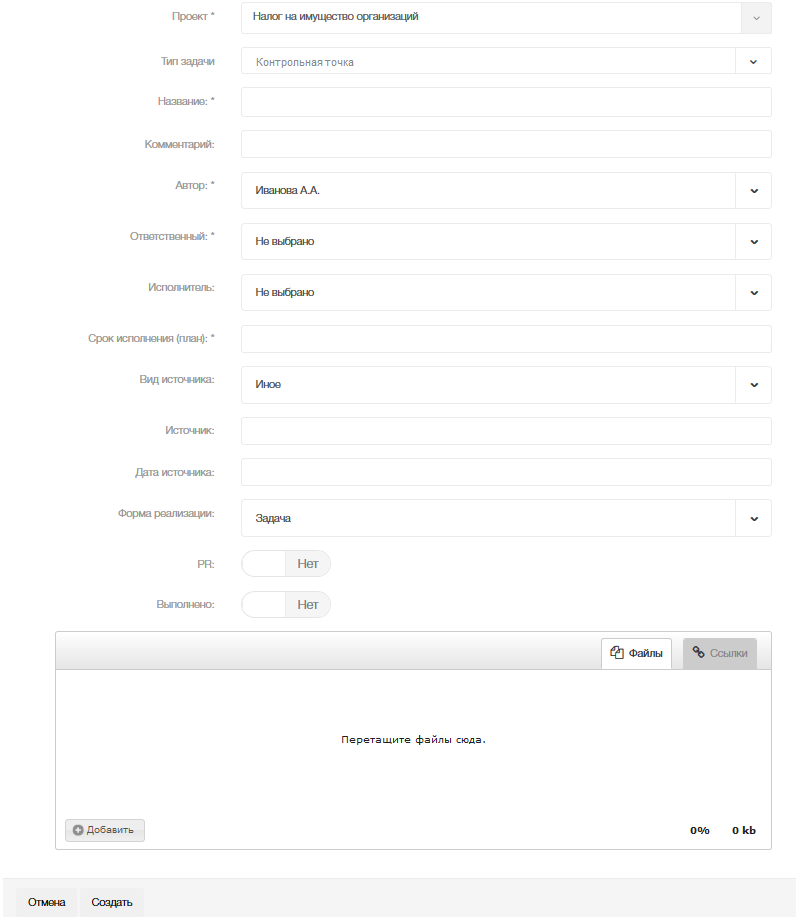 Проект * Налог на имущество организаций
Тип задачи Контрольная точка
Название: *
Комментарий:
Автор: * Иванова А.А.
Ответственный: * Не выбрано
Исполнитель: Не выбрано
Срок исполнения (план): *
Вид источника: Иное
Источник:
Дата источника:
Форма реализации: Задача
PR: Нет
Выполнено: Нет
Файлы Ссылки
Перетащите файлы сюда.
Добавить 0% 0 kb
Отмена Создать